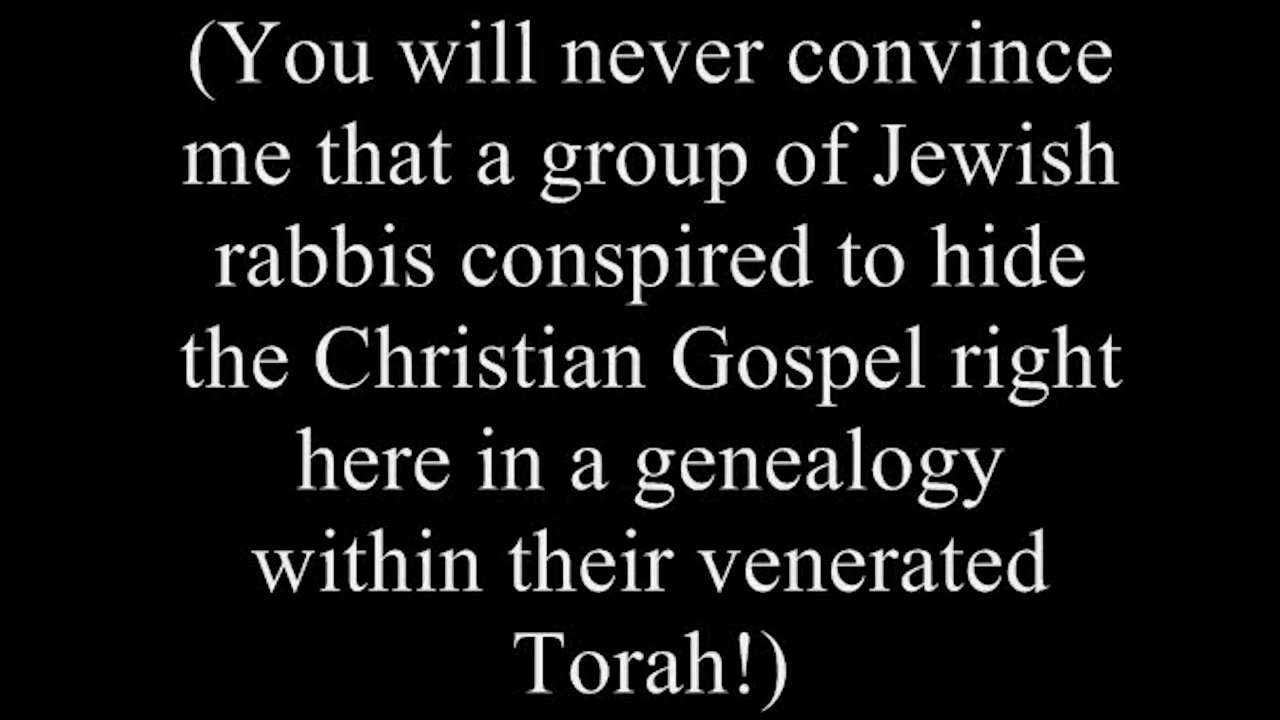 (You will never convince
me that a group of Jewish
rabbis conspired to hide
the Christian Gospel right
here in a genealogy
within their venerated
Torah!)